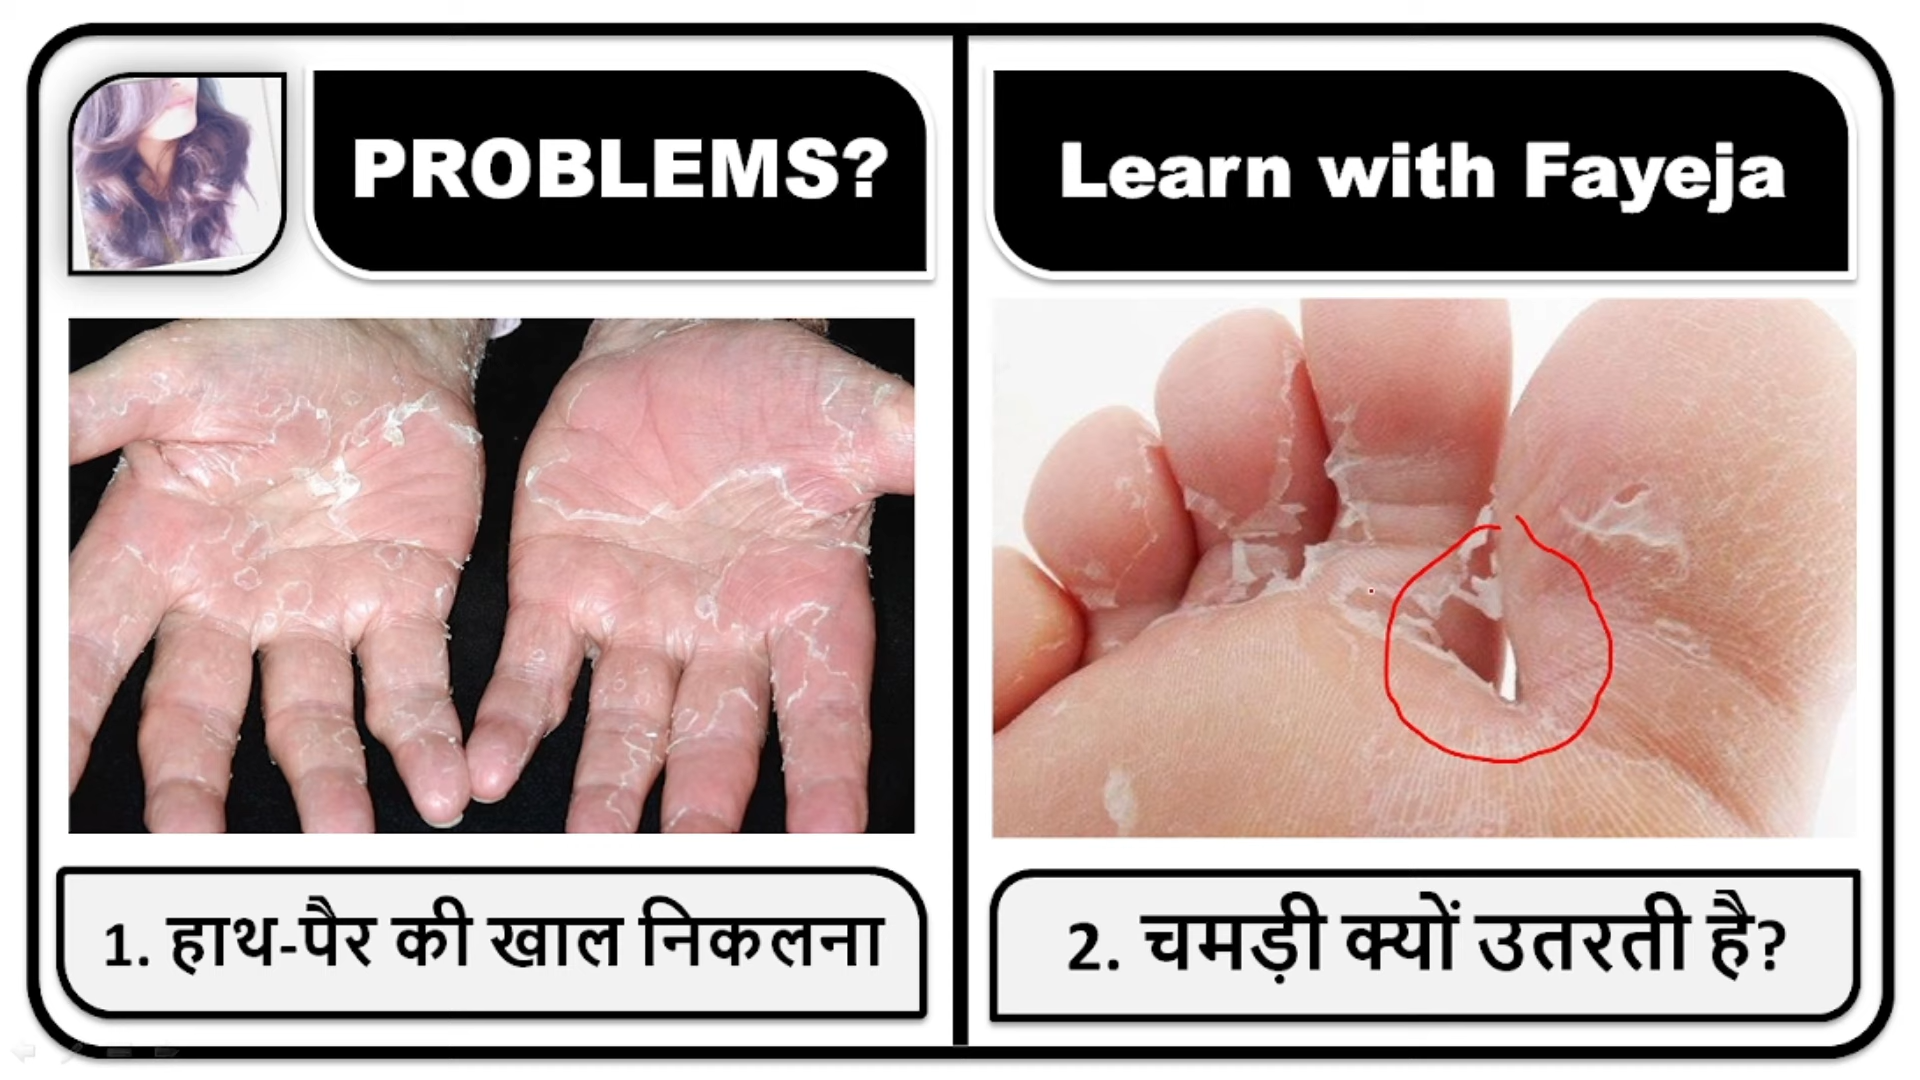 PROBLEMS?
Learn with Fayeja
1. हाथ-पैर की खाल निकलना
2. चमड़ी क्यों उतरती है?